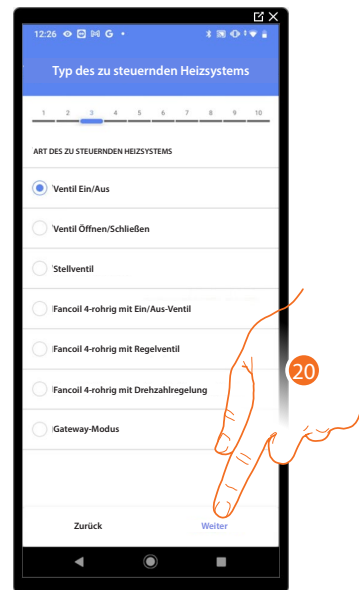 12:26 G
Typ des zu steuernden Heizsystems
1 2 3 4 5 6 7 8 9 10
ART DES ZU STEUERNDEN HEIZSYSTEMS
Ventil Ein/Aus
Ventil Öffnen/Schließen
Stellventil
Fancoil 4-rohrig mit Ein/Aus-Ventil
Fancoil 4-rohrig mit Regelventil
Fancoil 4-rohrig mit Drehzahlregelung
Gateway-Modus
20
Zurück Weiter